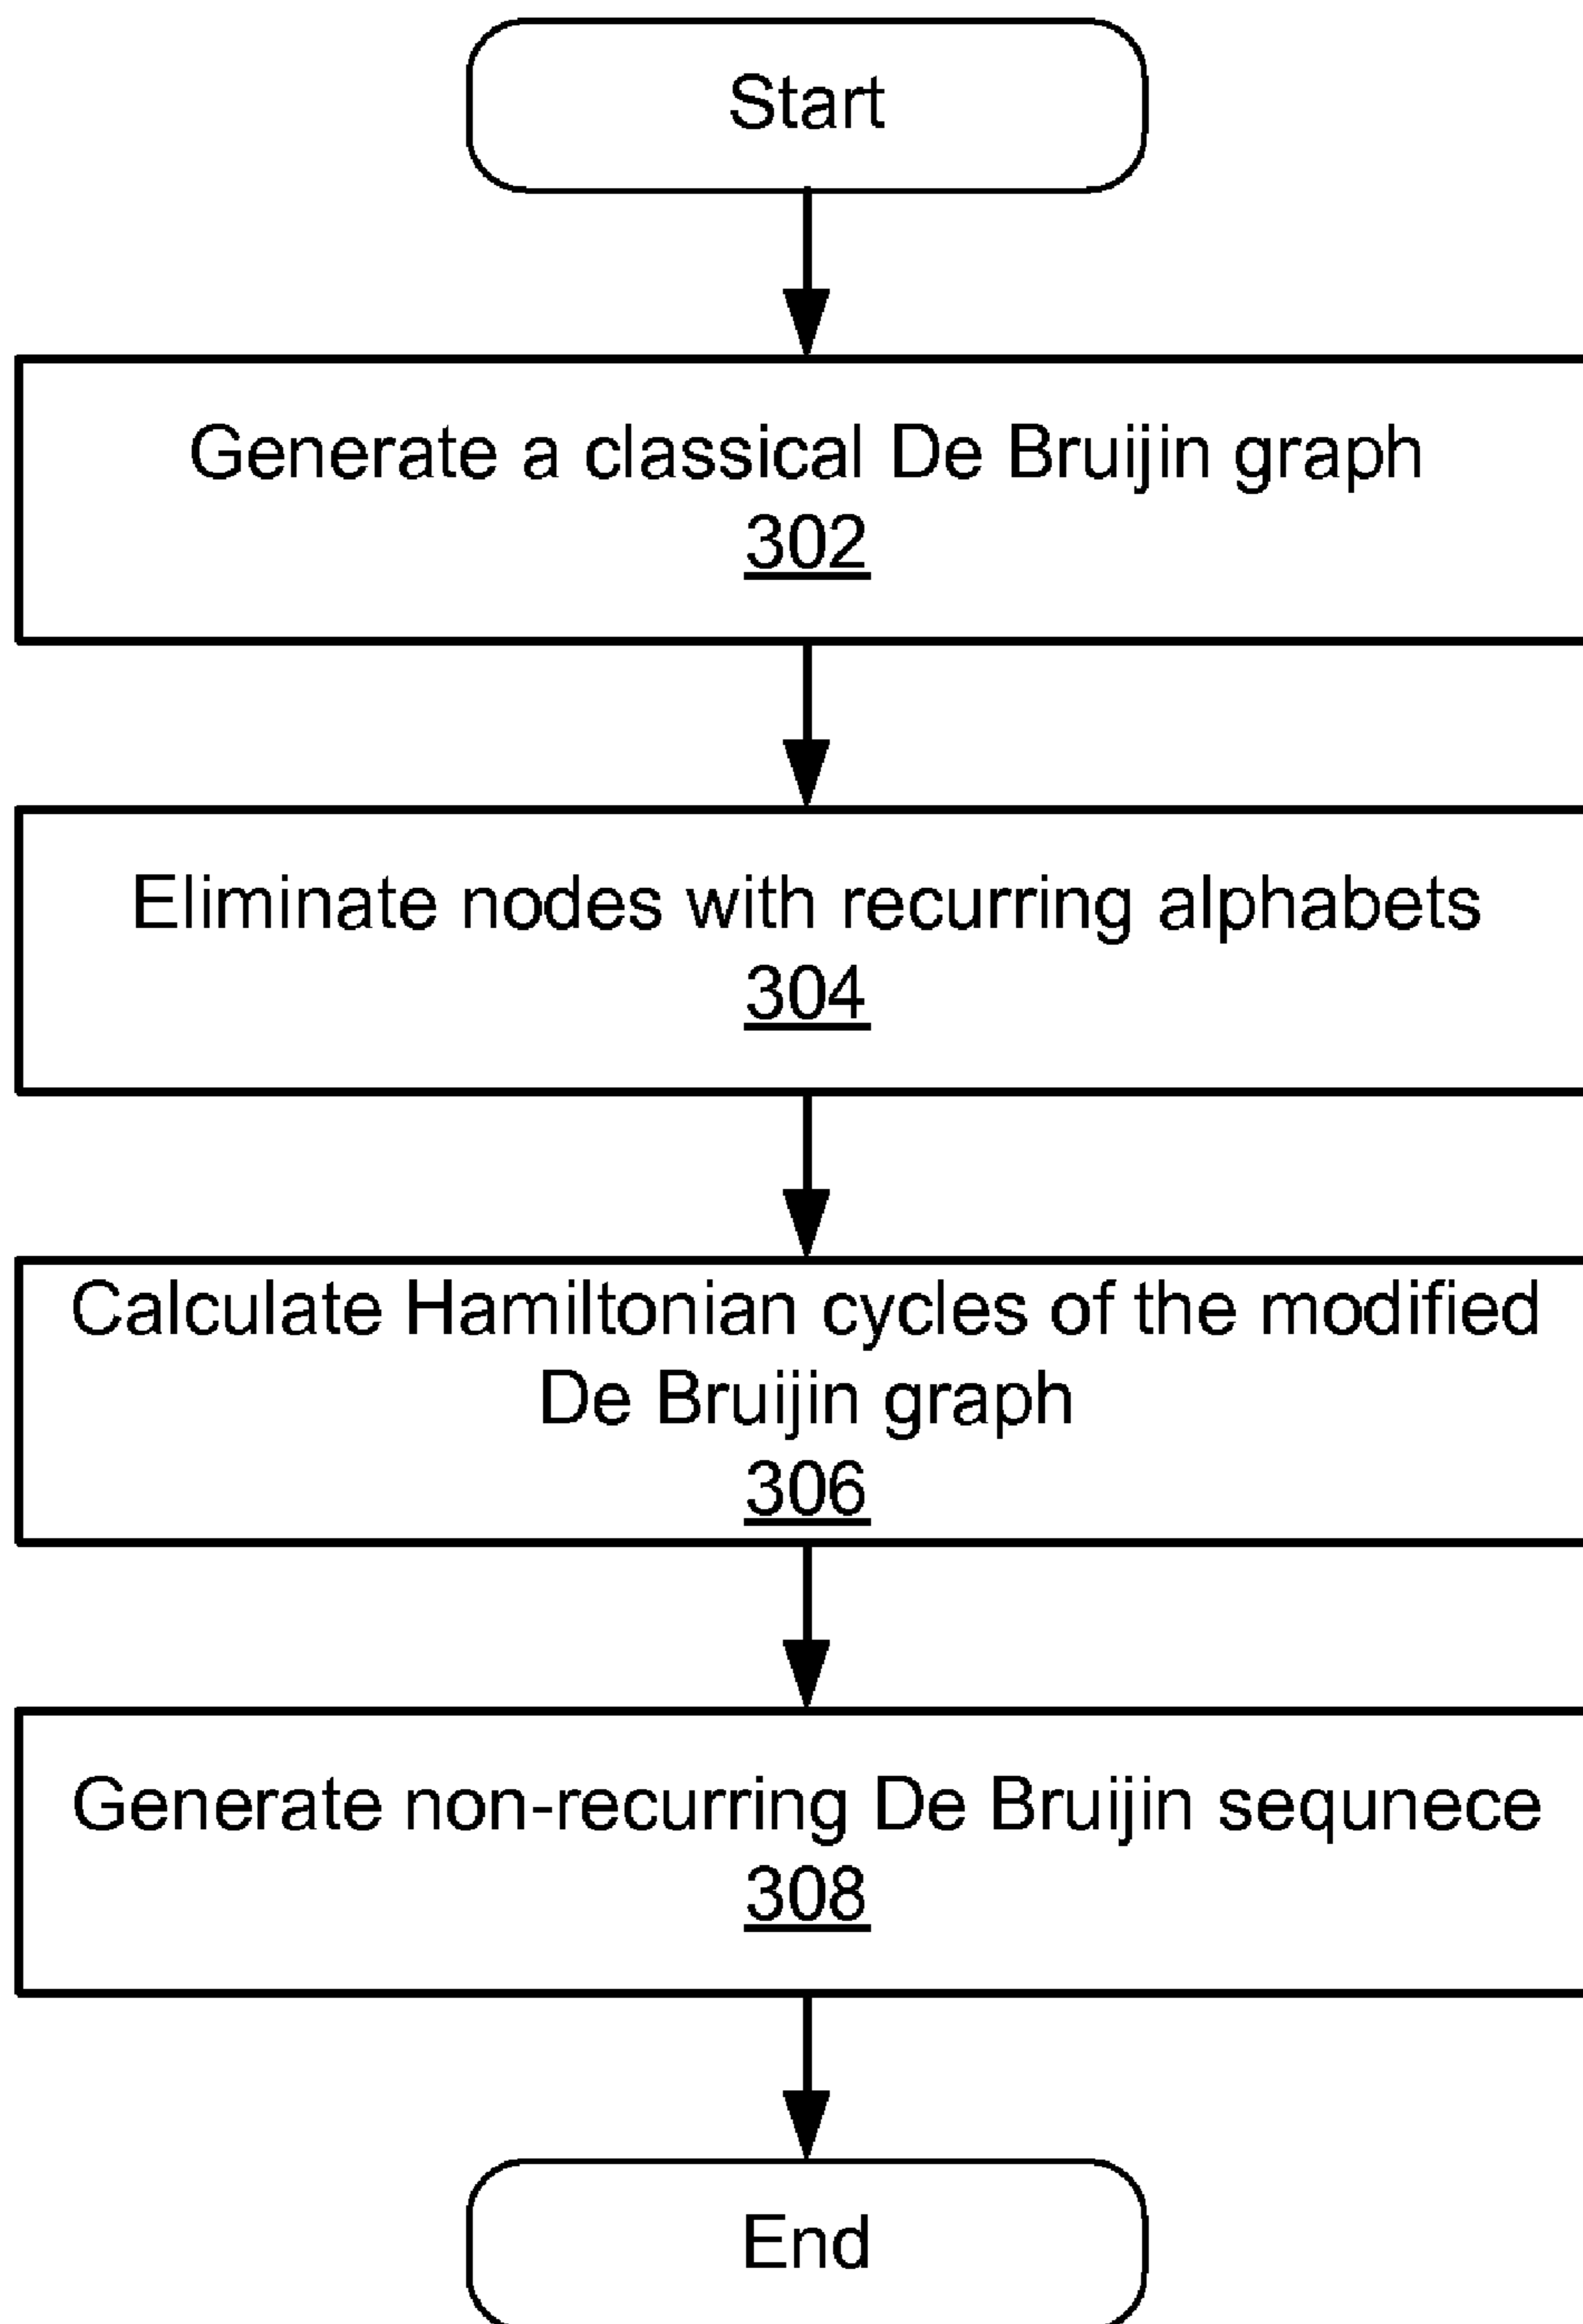 Start
Generate a classical De Bruijin graph
302
Eliminate nodes with recurring alphabets
304
Calculate Hamiltonian cycles of the modified
De Bruijin graph
306
Generate non-recurring De Bruijin sequnece
308
End